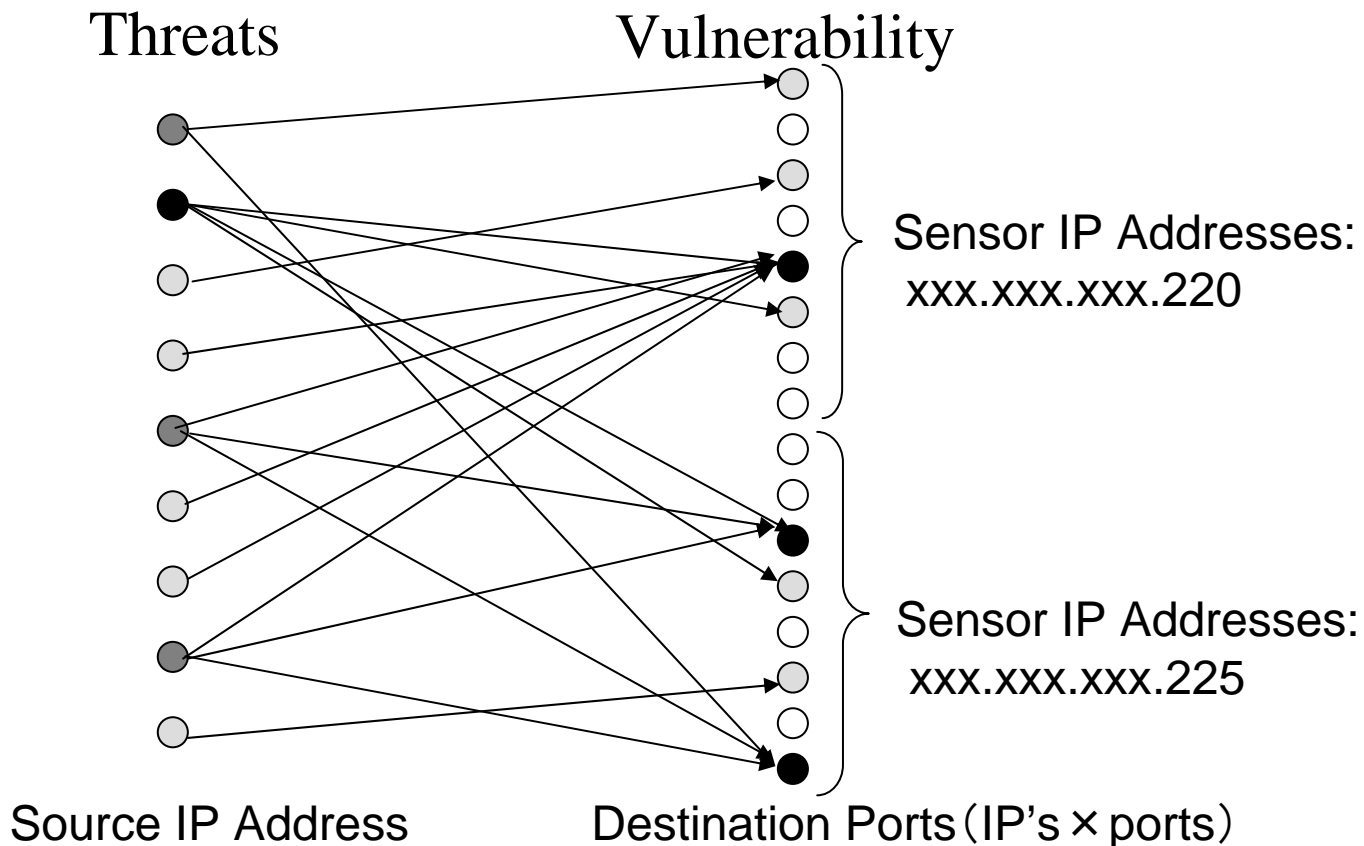 Threats
Vulnerability
Sensor IP Addresses:
xxx.xxx.xxx.220
Sensor IP Addresses:
xxx.xxx.xxx.225
Source IP Address
Destination Ports（IP's×ports）